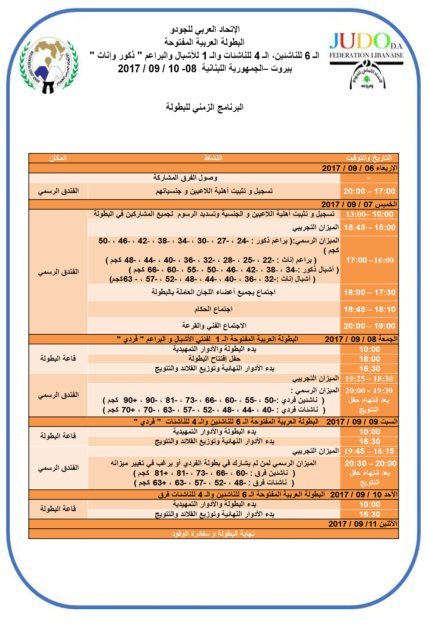 الإتحاد العربي للجودو
البطولة العربية المفتوحة
الـ 6 للناشئين، الـ 4 للناشئات والـ 1 للأشبال والبراعم " ذكور وإناث "
بيروت –الجمهورية اللبنانية 08- 10 / 09 / 2017
JUDO D.A
FEDERATION LIBANAISE
البرنامج الزمني للبطولة
التاريخ والتوقيت النشاط المكان
الاربعاء 06 / 09 / 2017
– وصول الفرق المشاركة
17:00 – 20:00 تسجيل و تثبيت أهلية اللاعبين و جنسياتهم الفندق الرسمي
الخميس 07 / 09 / 2017
10:00 – 13:00 تسجيل و تثبيت أهلية اللاعبين و الجنسية وتسديد الرسوم لجميع المشاركين في البطولة
15:00 – 18:45 الميزان التجريبي
16:00– 17:00 الميزان الرسمي:( براعم ذكور : -24، -27، -30، -34، -38، -42، -46، -50 كجم )
( براعم إناث : -22، -25، -28، -32، -36، -40، -44، -48 كجم )
( أشبال ذكور: -34، -38، -42، -46، -50، -55، -60، -66 كجم )
( أشبال إناث :-32، -36، -40، -44، -48، -52، -57، -63كجم )
الفندق الرسمي
17:30 – 18:00 اجتماع بجميع أعضاء اللجان العاملة بالبطولة
18:10 – 18:45 اجتماع الحكام
19:00 – 20:00 الاجتماع الفني والقرعة
الجمعة 08 / 09 / 2017 البطولة العربية المفتوحة الـ 1 لفئتي الأشبال و البراعم " فردي "
10:00 بدء البطولة والأدوار التمهيدية
16:00 حفل إفتتاح البطولة قاعة البطولة
16:30 بدء الأدوار النهائية وتوزيع القلائد والتتويج
18:30 – 19:25 الميزان التجريبي
19:30 – 20:00 بعد إنتهاء حفل التتويج الميزان الرسمي :
( ناشئين فردي :-50، -55، -60، -66، -73، -81، -90، +90 كجم )
( ناشئات فردي : -40، -44، -48، -52، -57، -63، -70، +70 كجم )
الفندق الرسمي
السبت 09 / 09 / 2017 البطولة العربية المفتوحة الـ 6 للناشئين والـ 4 للناشئات " فردي "
10:00 بدء البطولة والأدوار التمهيدية قاعة البطولة
16:30 بدء الأدوار النهائية وتوزيع القلائد والتتويج
18:15 – 19:45 الميزان التجريبي
20:00 – 20:30 بعد إنتهاء حفل التتويج الميزان الرسمي لمن لم يشارك في بطولة الفردي أو يراغب في تغيير ميزانه
( ناشئين فرق : -60، -66، -73، -81، +81 كجم )
( ناشئات فرق : -48، -52، -57، -63، +63 كجم )
الفندق الرسمي
الأحد 10 / 09 / 2017 البطولة العربية المفتوحة الـ 6 للناشئين والـ 4 للناشئات فرق
10:00 بدء البطولة والأدوار التمهيدية قاعة البطولة
16:30 بدء الأدوار النهائية وتوزيع القلائد والتتويج
الاثنين 11/ 09 / 2017
نهاية البطولة و مغادرة الوفود